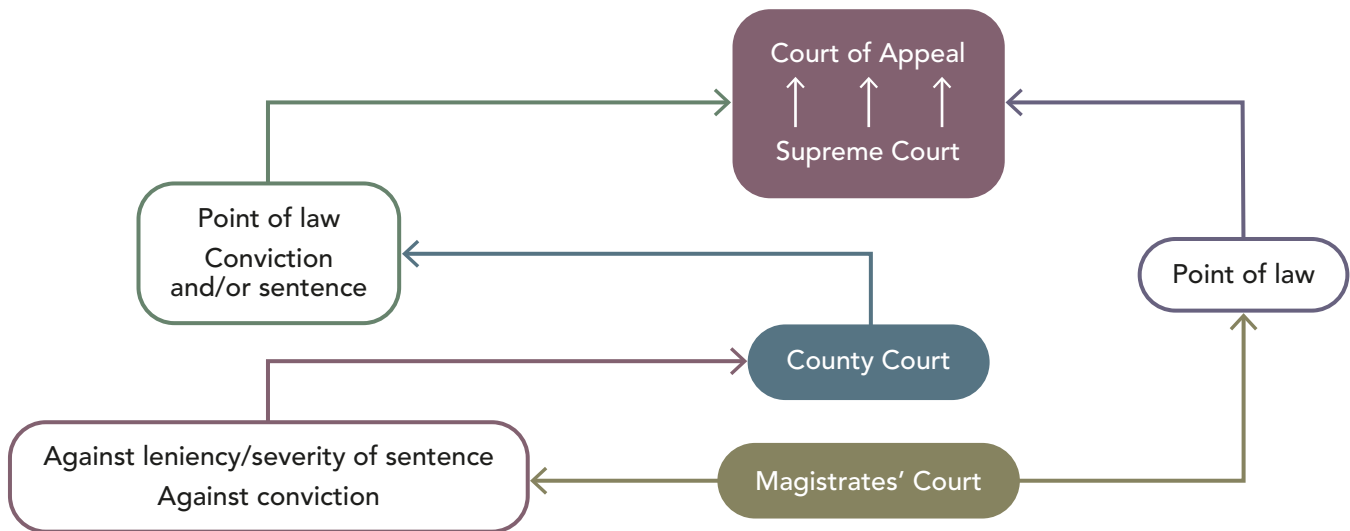 Court of Appeal
Supreme Court
Point of law
Conviction
and/or sentence
Point of law
County Court
Against leniency/severity of sentence
Against conviction
Magistrates’ Court